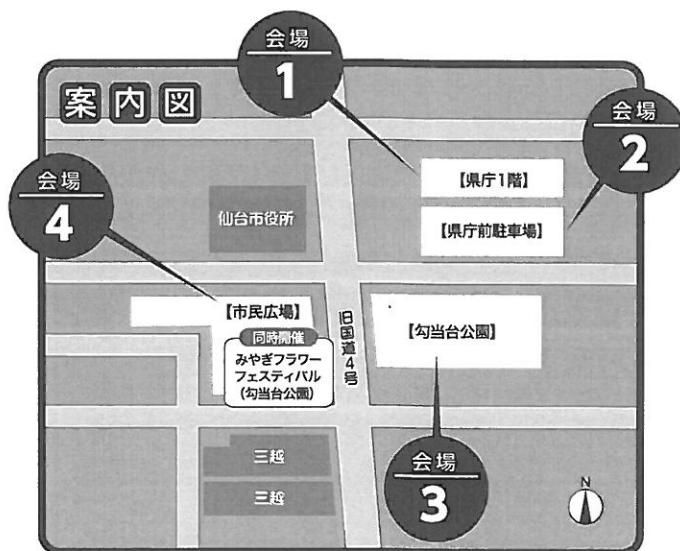 案内図
会場
1
会場
2
会場
4
【県庁1階】
【県庁前駐車場】
仙台市役所
【市民広場】
同時開催
みやぎフラワー
フェスティバル
(勾当台公園)
旧国道4号
【勾当台公園】
三越
三越
会場
3
N